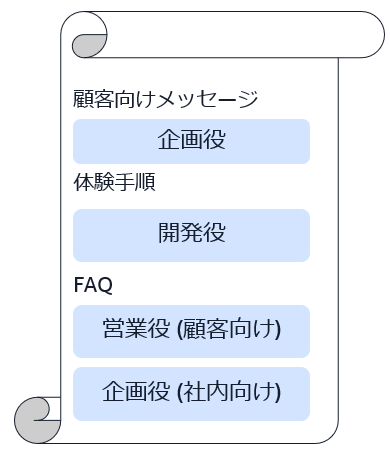 顧客向けメッセージ
企画役
体験手順
開発役
FAQ
営業役 (顧客向け)
企画役 (社内向け)